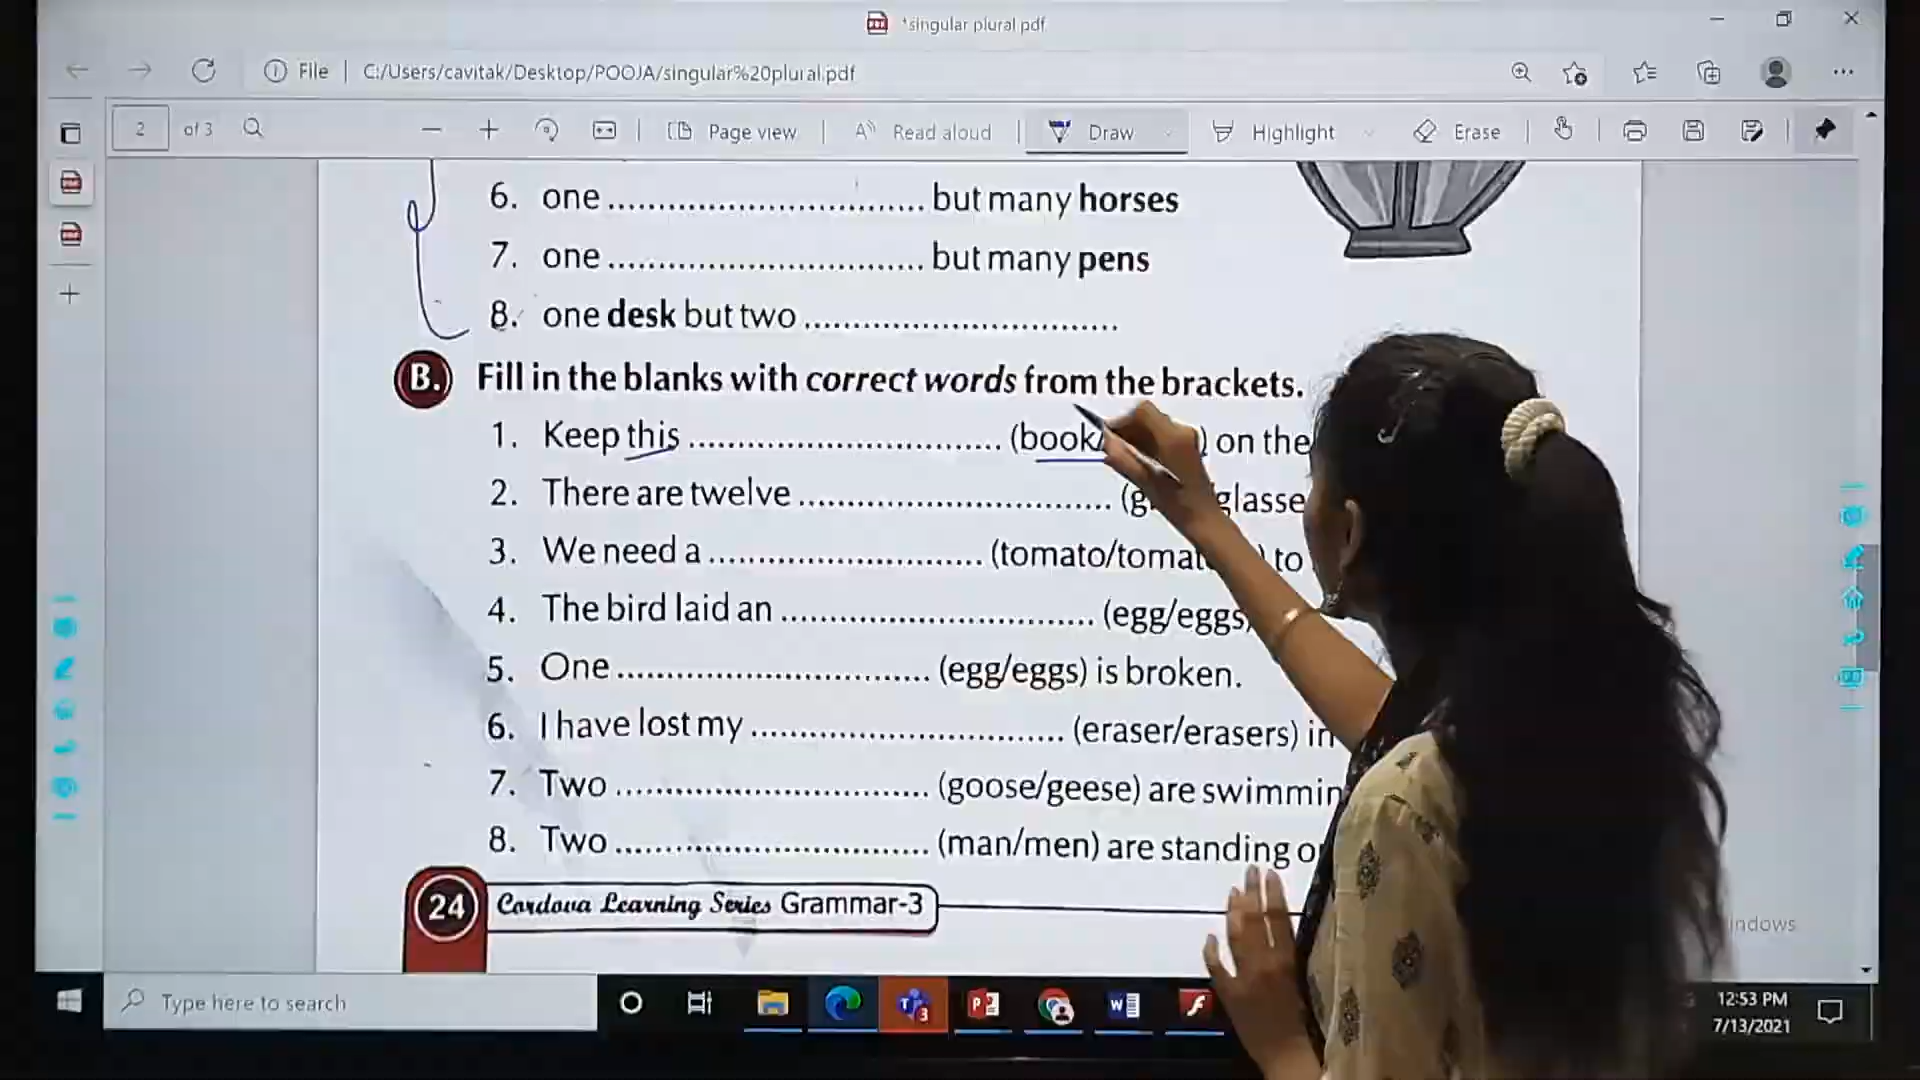 *singular plural.pdf
File | C:/Users/cavitak/Desktop/POOJA/singular%20plural.pdf
2 of 3 Page view Read aloud Draw Highlight Erase
6. one .............................. but many horses
7. one .............................. but many pens
8. one desk but two ..............................
B. Fill in the blanks with correct words from the brackets.
1. Keep this .............................. (book/ ) on the
2. There are twelve ..............................
3. We need a .......................... (tomato/ to
4. The bird laid an .............................. (egg/eggs)
5. One .............................. (egg/eggs) is broken.
6. I have lost my .............................. (eraser/erasers) in
7. Two .............................. (goose/geese) are
8. Two .............................. (man/men) are standing
24 Cordova Learning Series Grammar-3
Type here to search
12:53 PM
7/13/2021